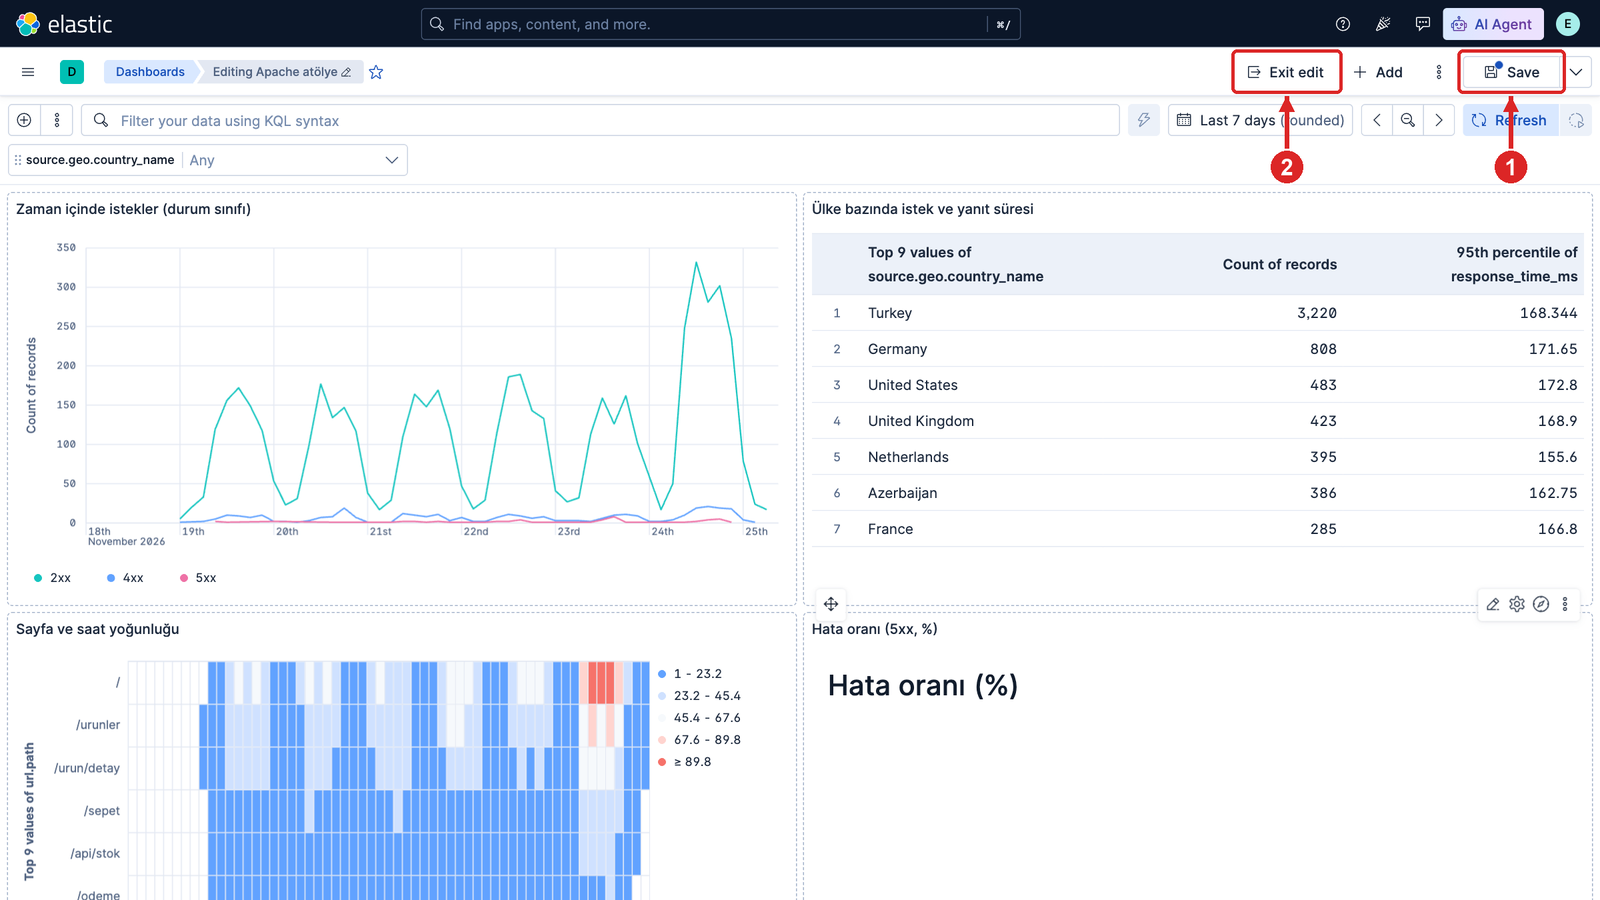 elastic
Find apps, content, and more.
⌘/
AI Agent
E
D
Dashboards
Editing Apache atölye
Exit edit
Add
Save
Filter your data using KQL syntax
Last 7 days (ounded)
Refresh
source.geo.country_name
Any
2
1
Zaman içinde istekler (durum sınıfı)
Count of records
350
300
250
200
150
100
50
0
18th
19th
20th
21st
22nd
23rd
24th
25th
November 2026
2xx
4xx
5xx
Ülke bazında istek ve yanıt süresi
Top 9 values of source.geo.country_name
Count of records
95th percentile of response_time_ms
1 Turkey 3,220 168.344
2 Germany 808 171.65
3 United States 483 172.8
4 United Kingdom 423 168.9
5 Netherlands 395 155.6
6 Azerbaijan 386 162.75
7 France 285 166.8
Sayfa ve saat yoğunluğu
Top 9 values of url.path
/
/urunler
/urun/detay
/sepet
/api/stok
/odeme
1 - 23.2
23.2 - 45.4
45.4 - 67.6
67.6 - 89.8
≥ 89.8
Hata oranı (5xx, %)
Hata oranı (%)